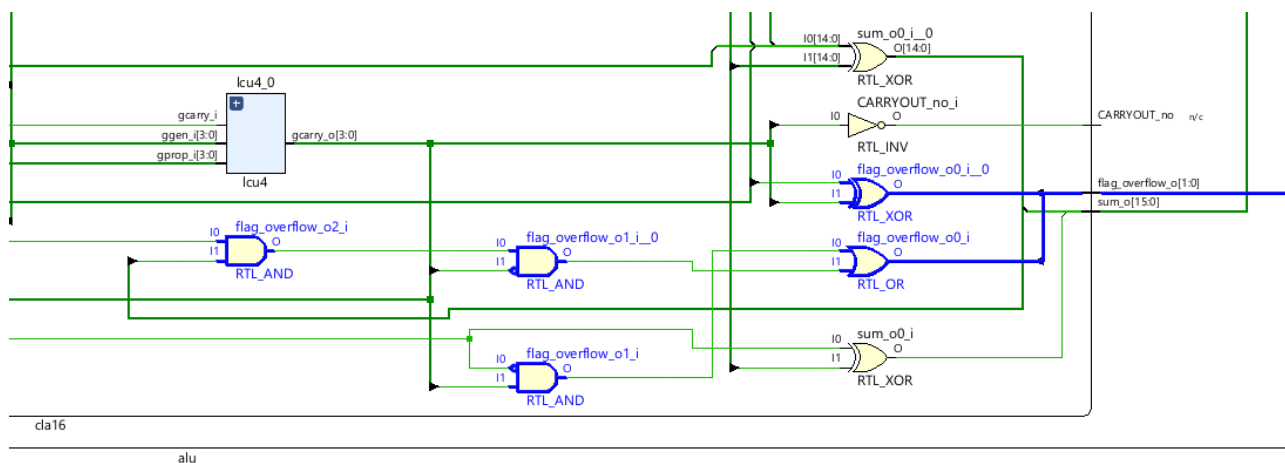 sum_o0_i__0
I0[14:0]
O[14:0]
I1[14:0]
RTL_XOR
lcu4_0
gcarry_i
ggen_i[3:0]
gcarry_o[3:0]
gprop_i[3:0]
lcu4
CARRYOUT_no_i
I0
O
RTL_INV
CARRYOUT_no n/c
flag_overflow_o0_i__0
I0
O
I1
RTL_XOR
flag_overflow_o[1:0]
sum_o[15:0]
flag_overflow_o2_i
I0
O
I1
RTL_AND
flag_overflow_o1_i__0
I0
O
I1
RTL_AND
flag_overflow_o0_i
I0
O
I1
RTL_OR
flag_overflow_o1_i
I0
O
I1
RTL_AND
sum_o0_i
I0
O
I1
RTL_XOR
cla16
alu